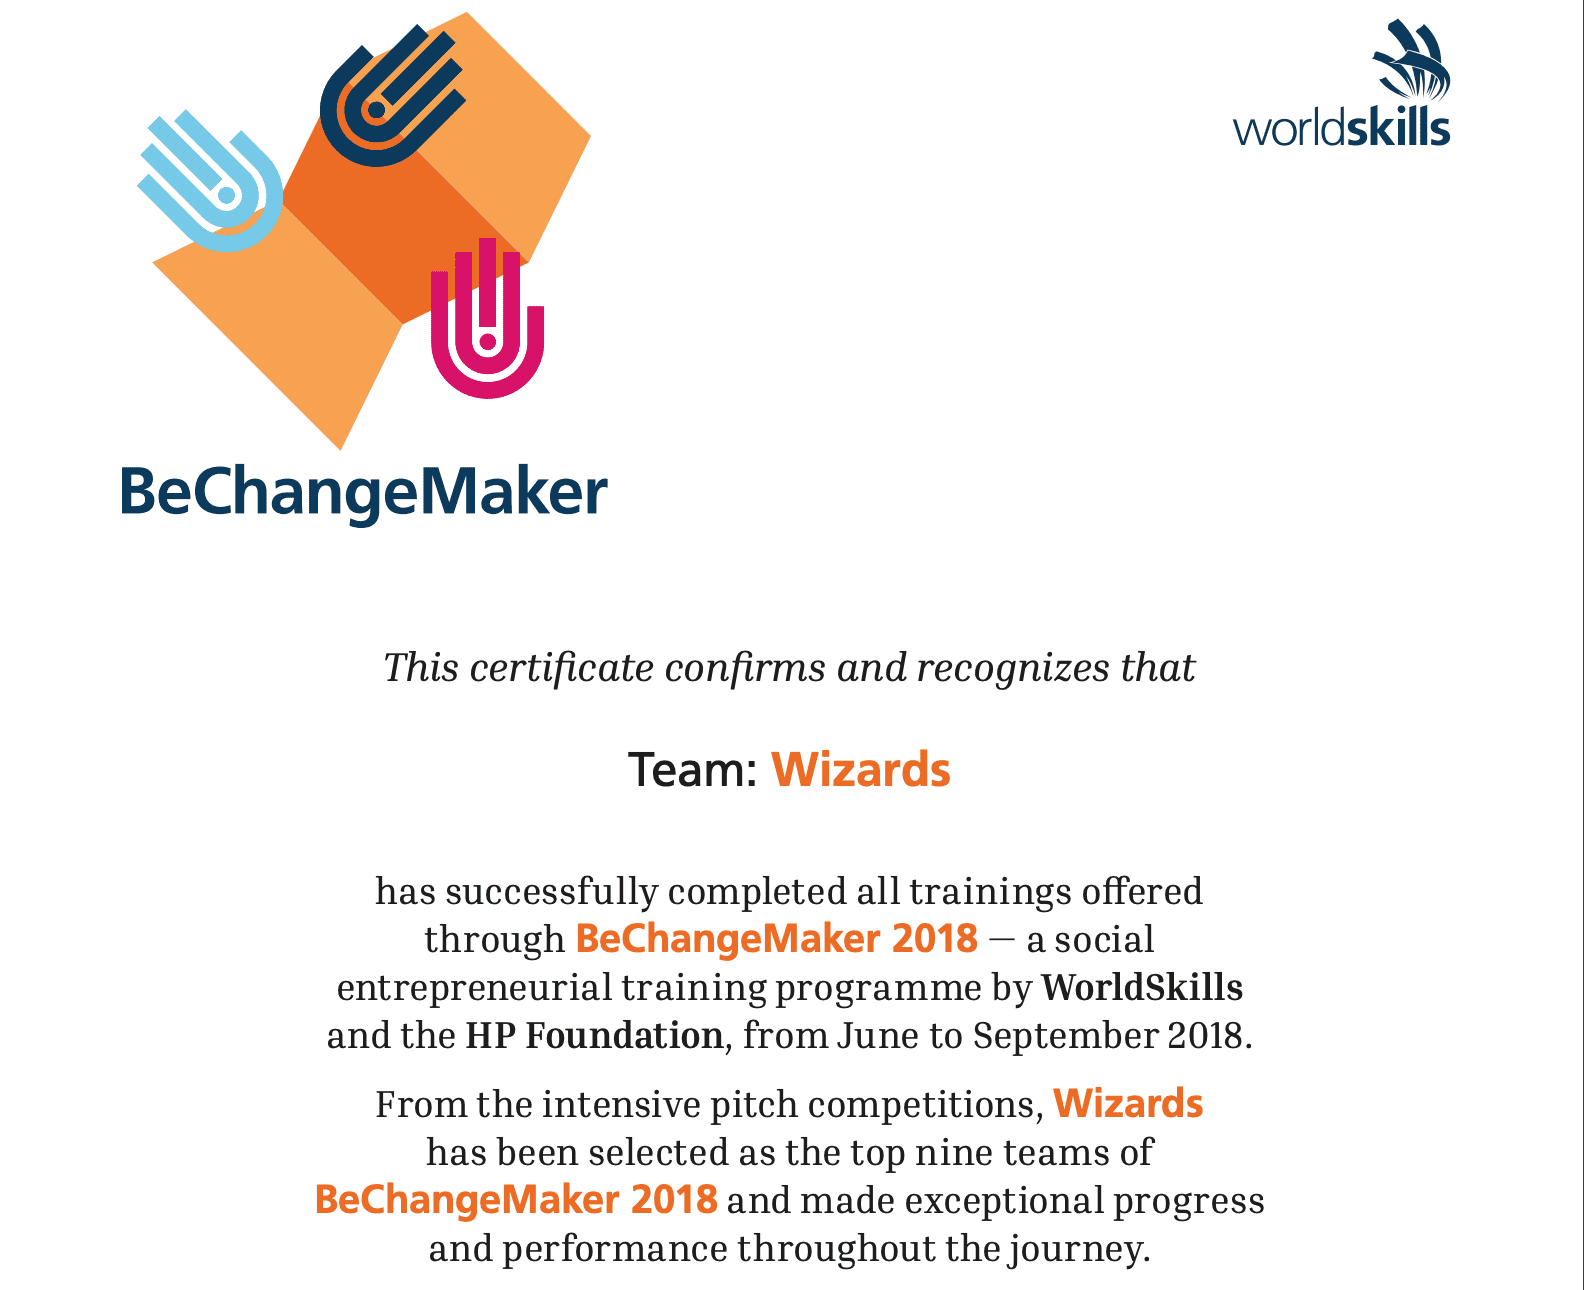 worldskills
BeChangeMaker
This certificate confirms and recognizes that
Team: Wizards
has successfully completed all trainings offered
through BeChangeMaker 2018 — a social
entrepreneurial training programme by WorldSkills
and the HP Foundation, from June to September 2018.
From the intensive pitch competitions, Wizards
has been selected as the top nine teams of
BeChangeMaker 2018 and made exceptional progress
and performance throughout the journey.